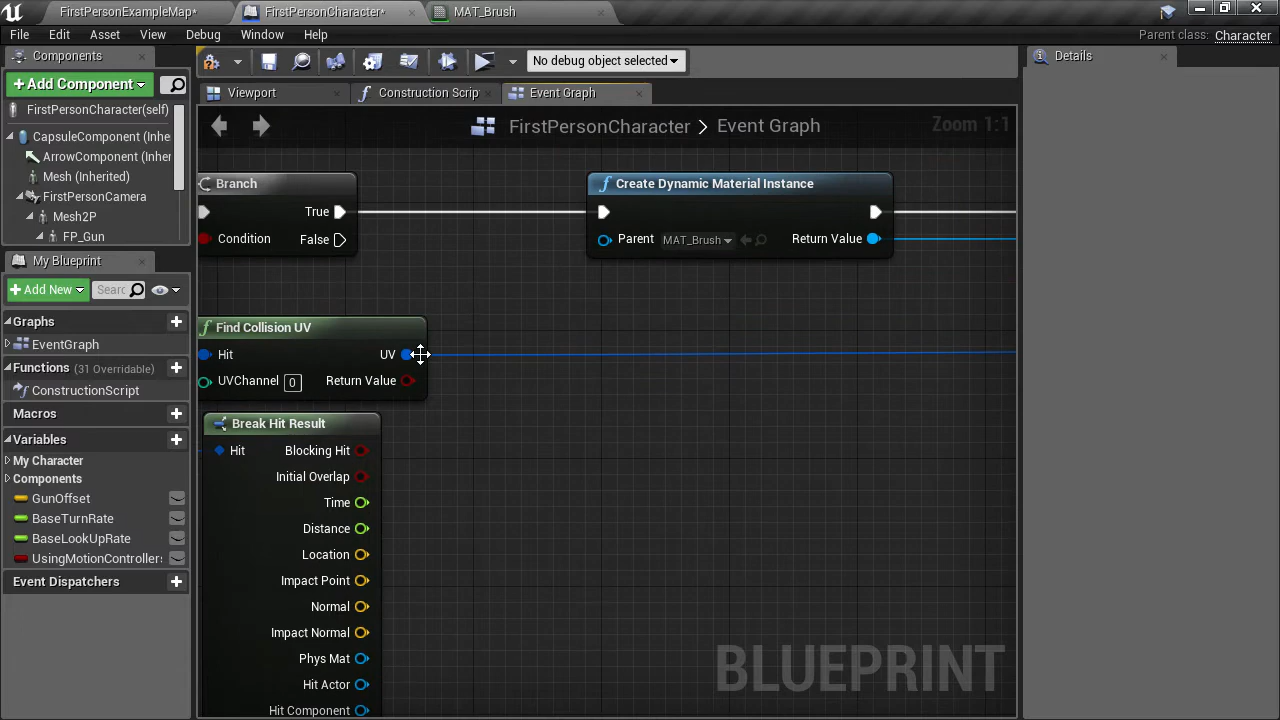 FirstPersonExampleMap*
FirstPersonCharacter*
MAT_Brush
File Edit Asset View Debug Window Help
Parent class: Character
Components
+Add Component
FirstPersonCharacter(self)
CapsuleComponent (Inhe
ArrowComponent (Inher
Mesh (Inherited)
FirstPersonCamera
Mesh2P
FP_Gun
My Blueprint
+Add New
Searc
Graphs
EventGraph
Functions (31 Overridable)
ConstructionScript
Macros
Variables
My Character
Components
GunOffset
BaseTurnRate
BaseLookUpRate
UsingMotionControllers
Event Dispatchers
No debug object selected
Viewport
Construction Scrip
Event Graph
FirstPersonCharacter > Event Graph
Zoom 1:1
Branch
True
Condition
False
Create Dynamic Material Instance
Parent MAT_Brush
Return Value
Find Collision UV
Hit
UV
UVChannel 0
Return Value
Break Hit Result
Hit
Blocking Hit
Initial Overlap
Time
Distance
Location
Impact Point
Normal
Impact Normal
Phys Mat
Hit Actor
Hit Component
BLUEPRINT
Details